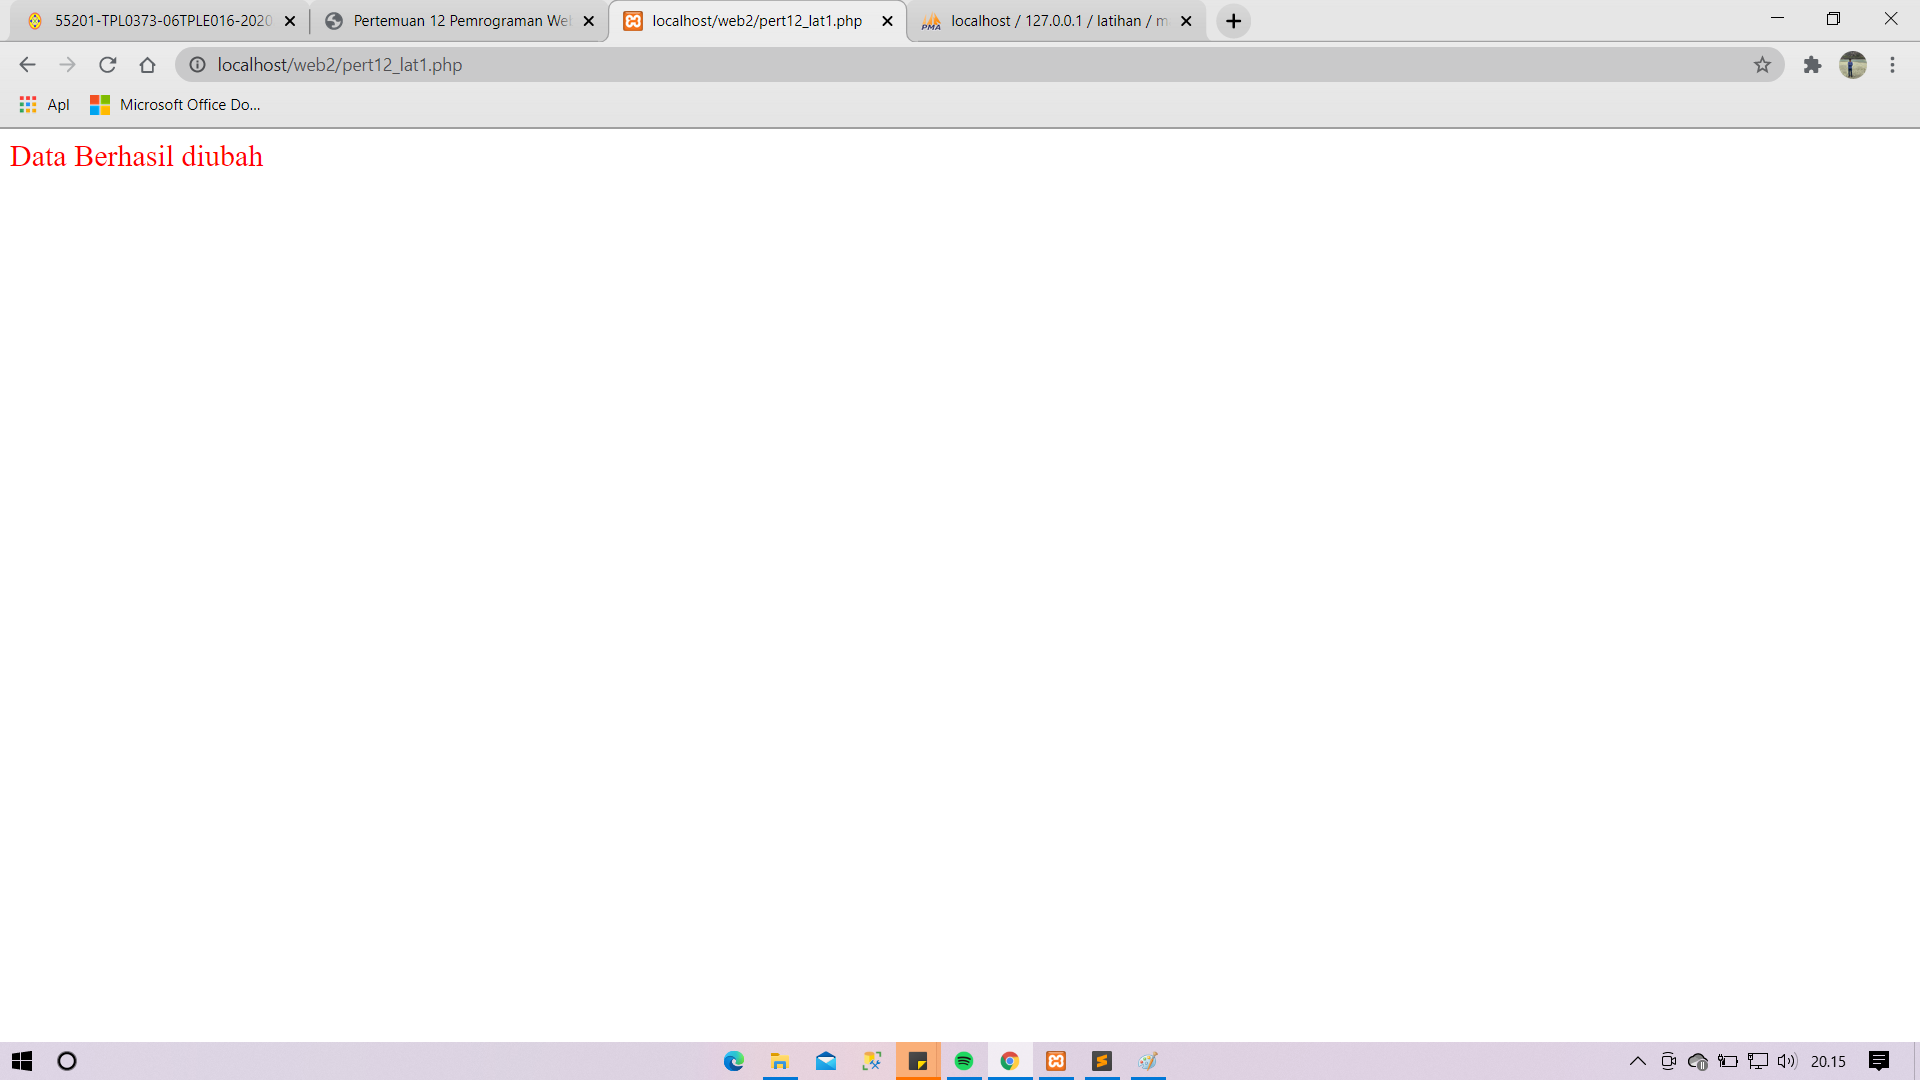 55201-TPL0373-06TPLE016-2020
Pertemuan 12 Pemrograman We
localhost/web2/pert12_lat1.php
PMA
localhost / 127.0.0.1 / latihan / m
localhost/web2/pert12_lat1.php
Apl
Microsoft Office Do...
Data Berhasil diubah
20.15